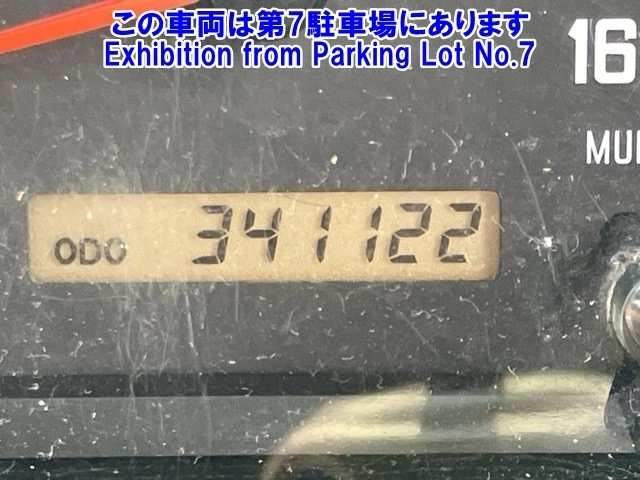 この車両は第7駐車場にあります
Exhibition from Parking Lot No.7
16
ODO 341122